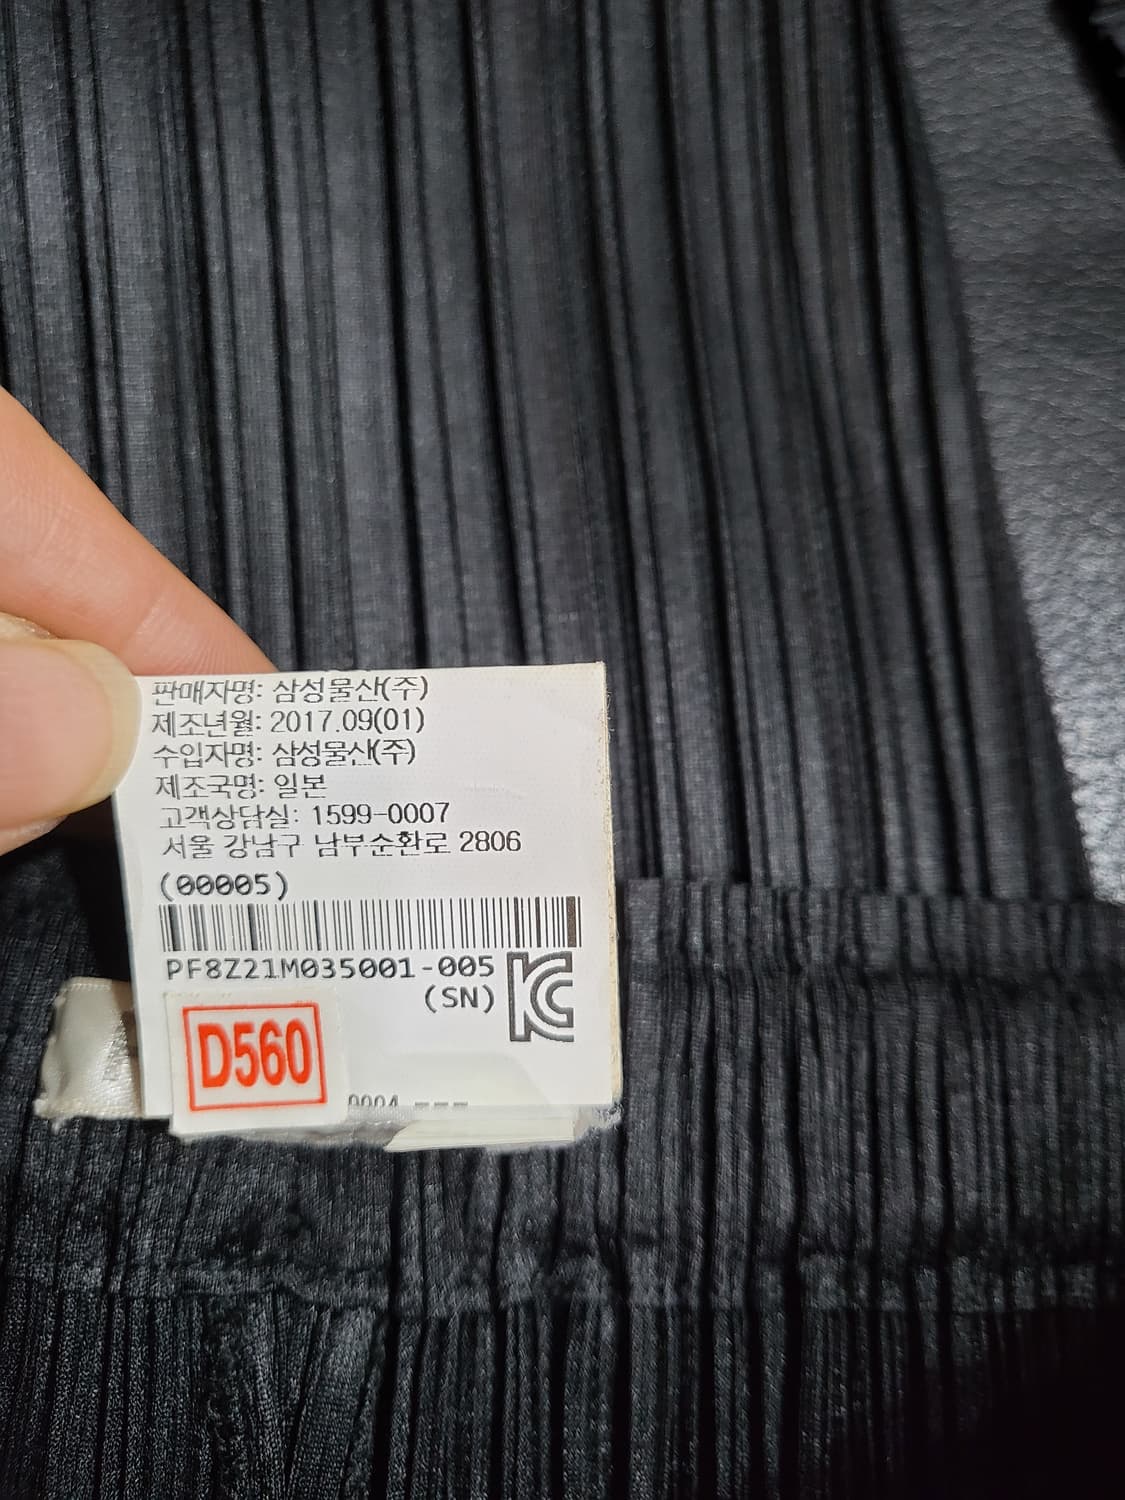 판매자명: 삼성물산(주)
제조년월: 2017.09(01)
수입자명: 삼성물산(주)
제조국명: 일본
고객상담실: 1599-0007
서울 강남구 남부순환로 2806
(00005)
PF8Z21M035001-005
(SN)
KC
D560